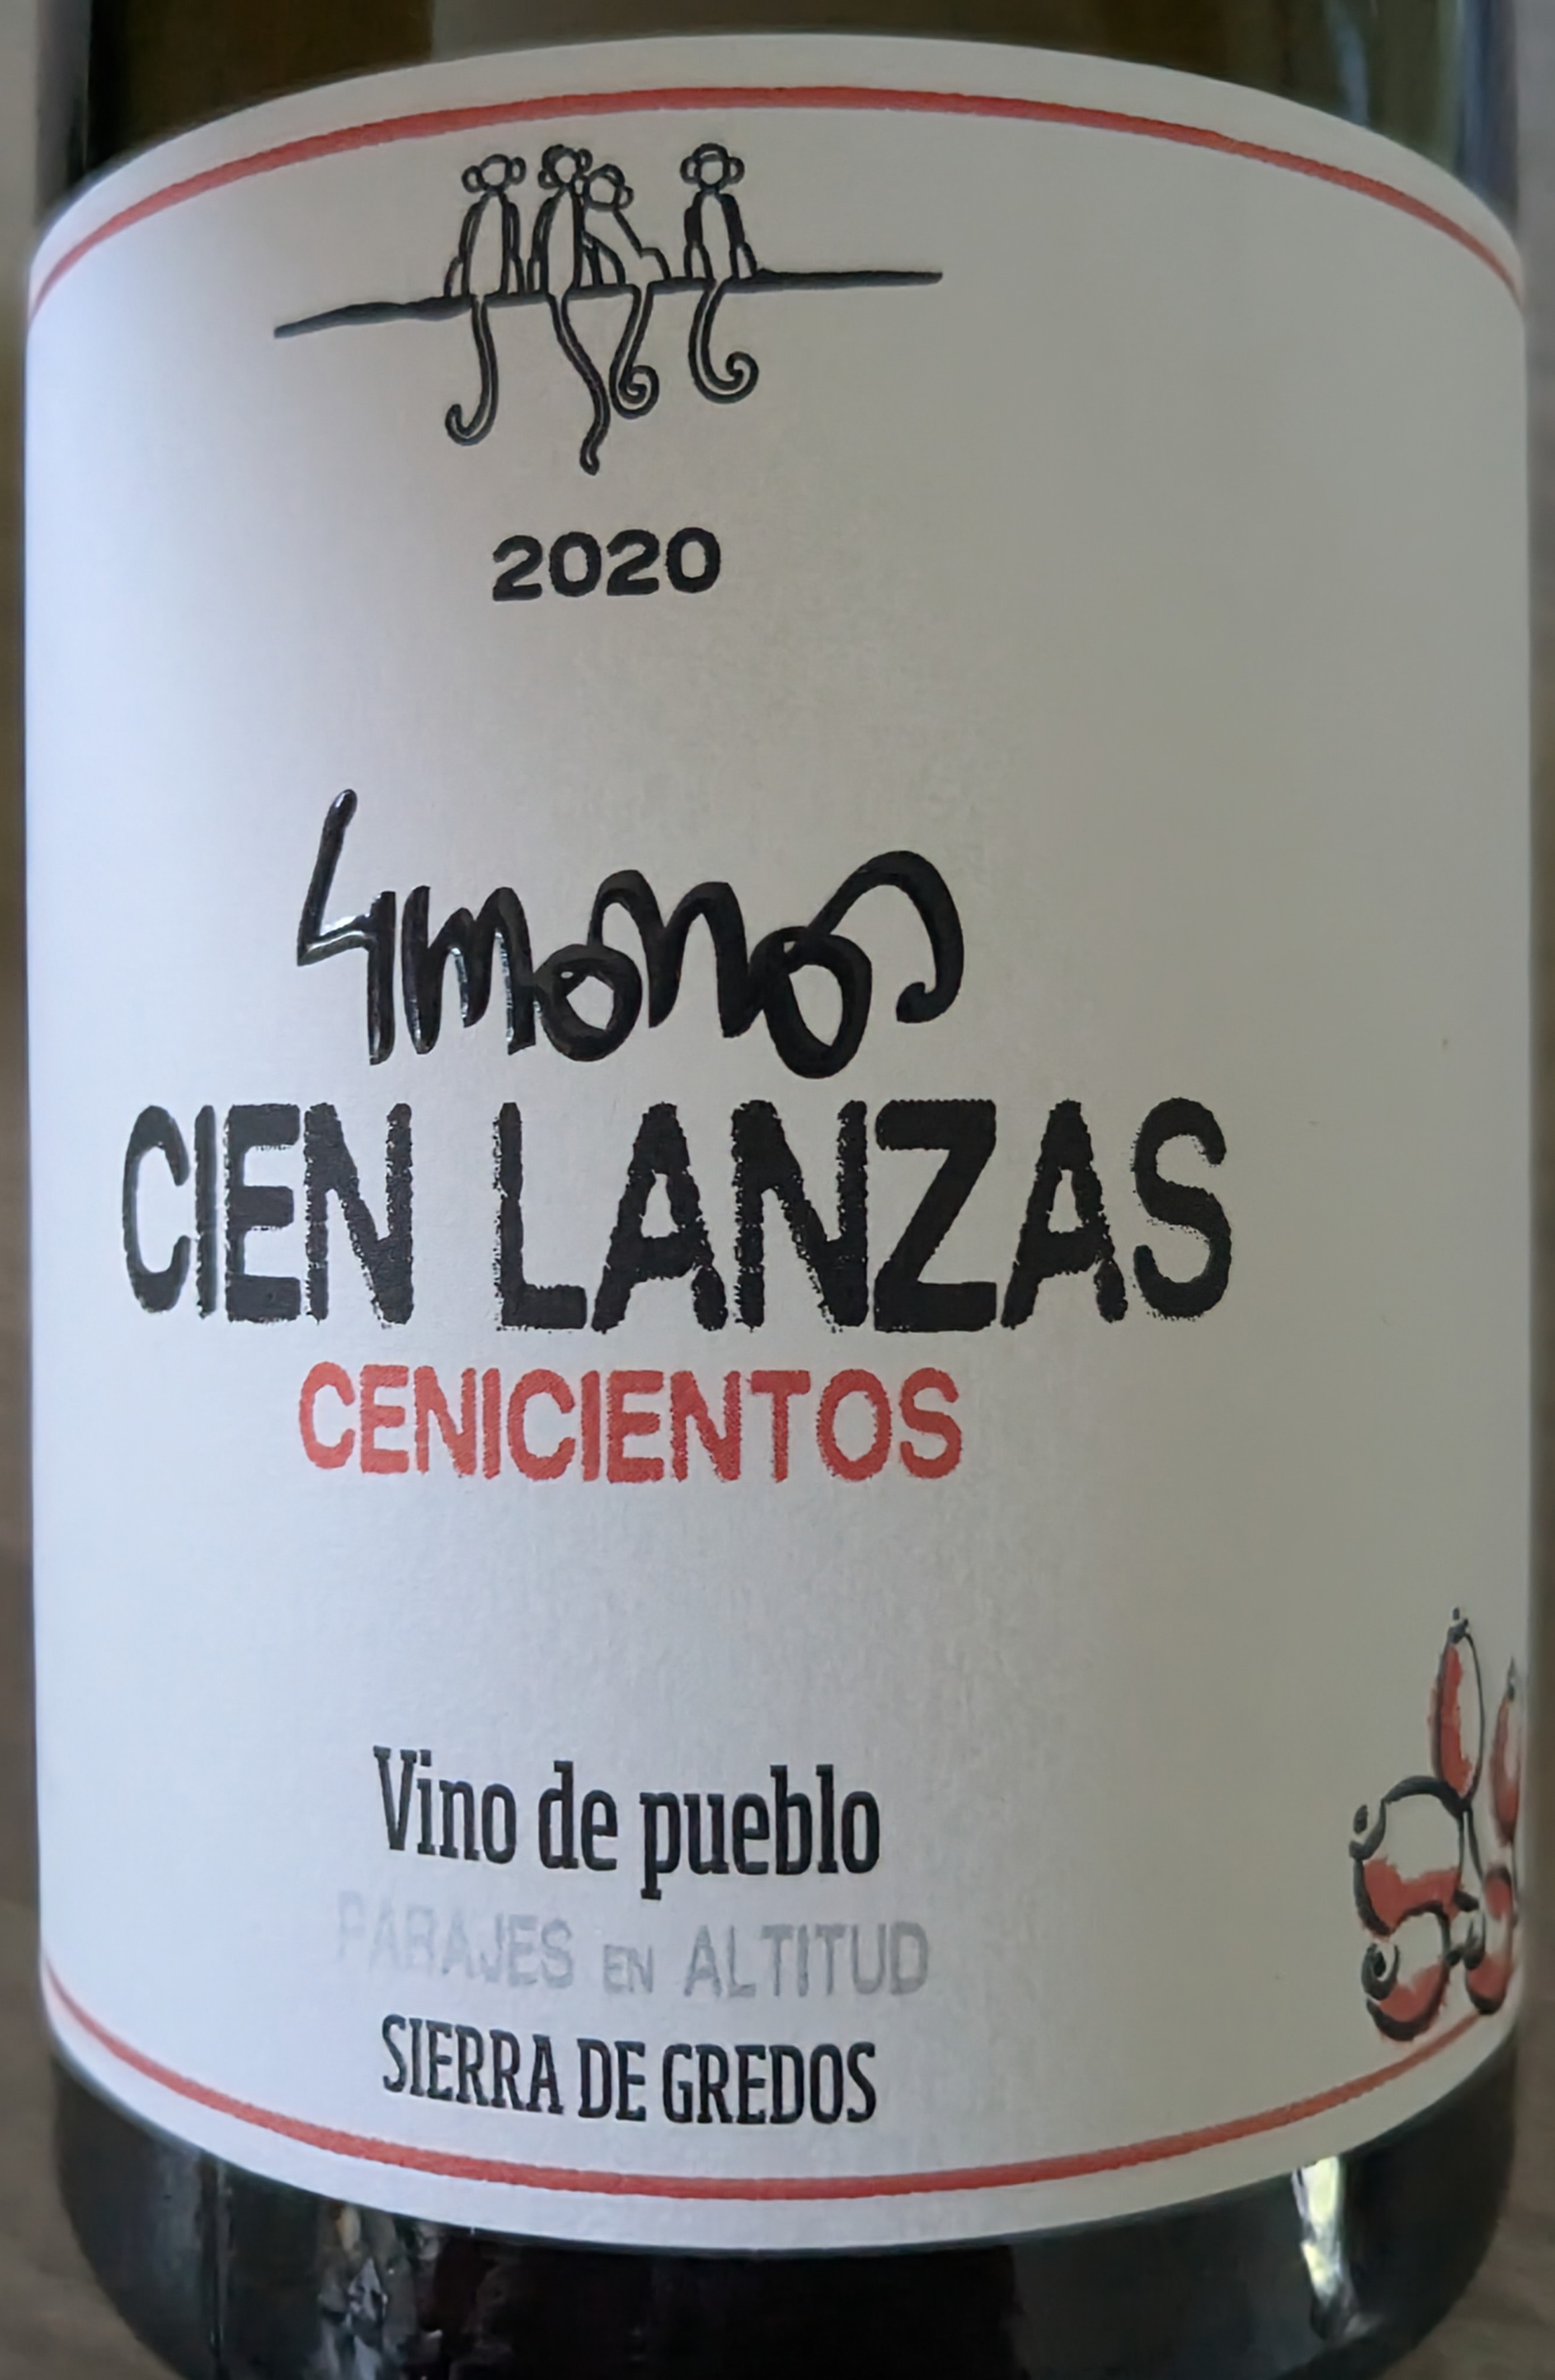 2020
4monos
CIEN LANZAS
CENICIENTOS
Vino de pueblo
PARAJES EN ALTITUD
SIERRA DE GREDOS